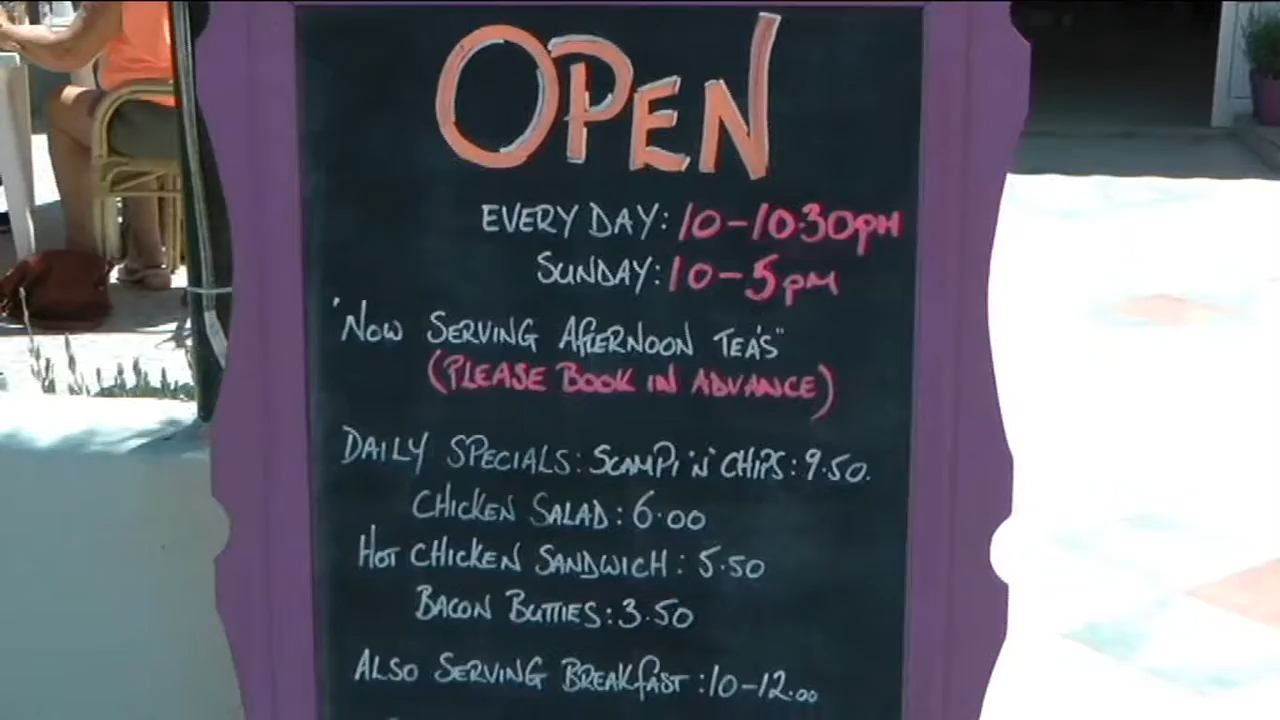 OPEN
EVERY DAY: 10-10:30PM
SUNDAY: 10-5PM
'NOW SERVING AFTERNOON TEA'S"
(PLEASE BOOK IN ADVANCE)
DAILY SPECIALS: SCAMPI 'N' CHIPS: 9.50.
CHICKEN SALAD: 6.00
HOT CHICKEN SANDWICH: 5.50
BACON BUTTIES: 3.50
ALSO SERVING BREAKFAST: 10-12.00